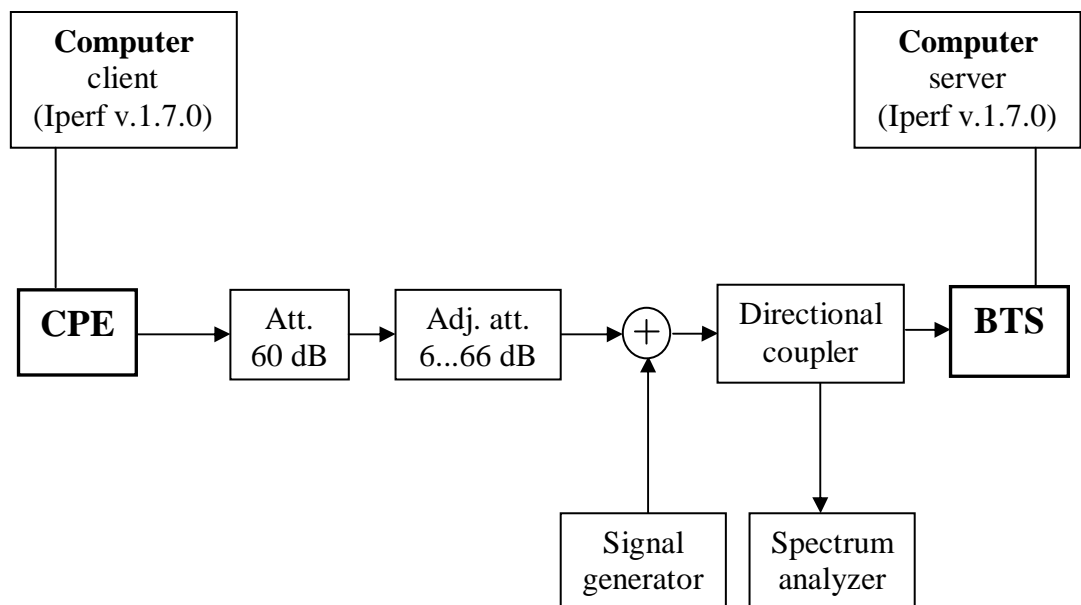 Computer
client
(Iperf v.1.7.0)
Computer
server
(Iperf v.1.7.0)
CPE
Att.
60 dB
Adj. att.
6...66 dB
+
Directional
coupler
BTS
Signal
generator
Spectrum
analyzer